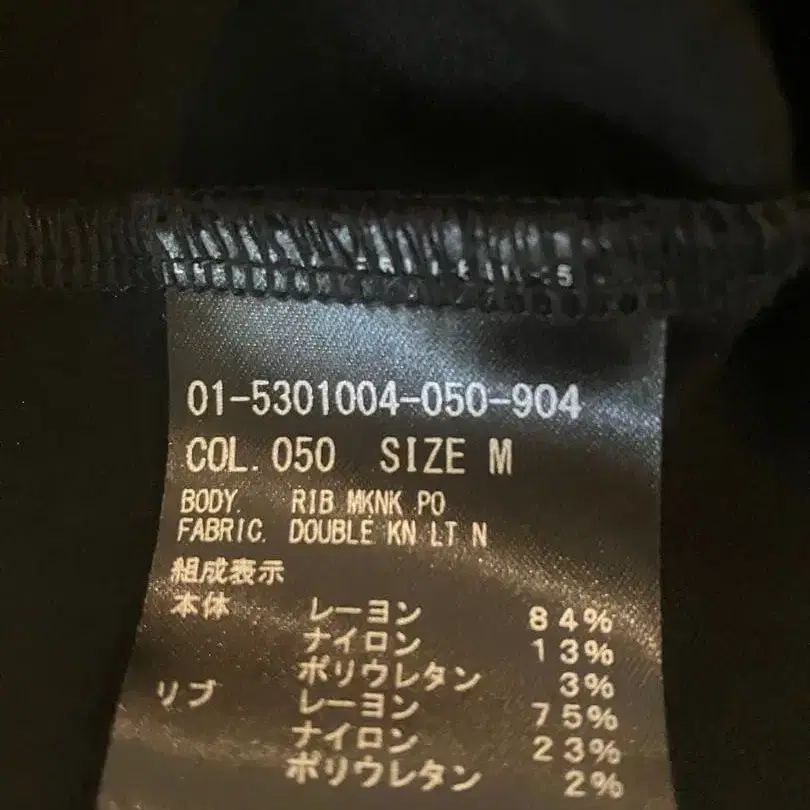 01-5301004-050-904
COL. 050 SIZE M
BODY. RIB MKNK PO
FABRIC. DOUBLE KN LT N
組成表示
本体 レーヨン 84%
ナイロン 13%
ポリウレタン 3%
リブ レーヨン 75%
ナイロン 23%
ポリウレタン 2%